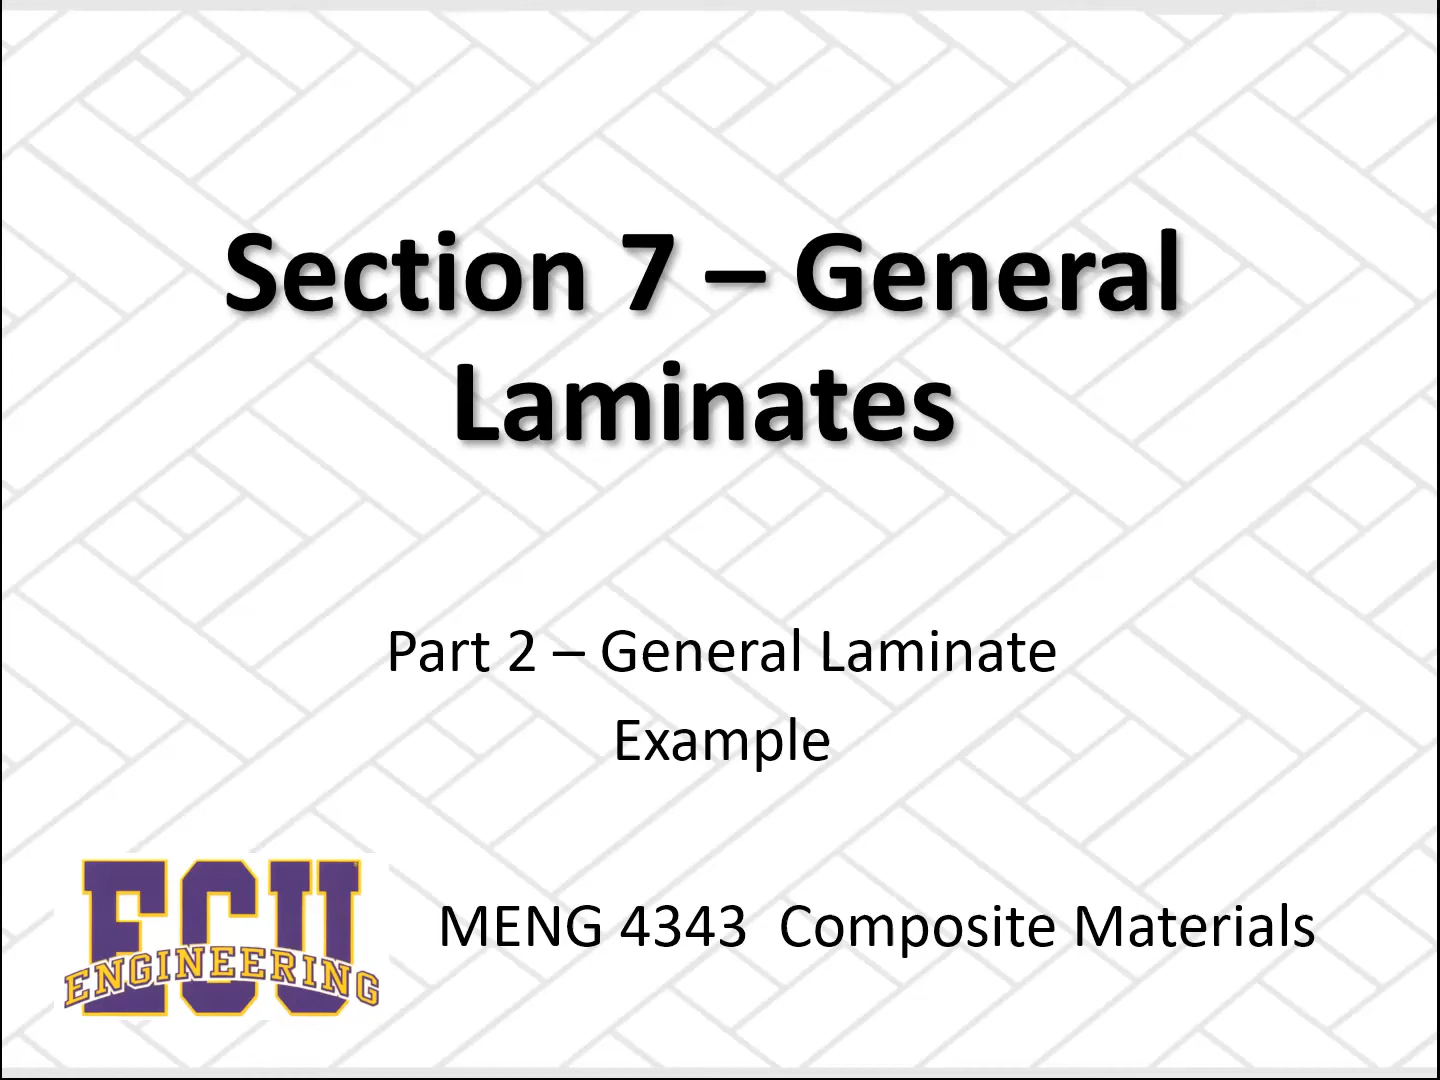 Section 7 – General
Laminates
Part 2 – General Laminate
Example
ECU
ENGINEERING
MENG 4343  Composite Materials